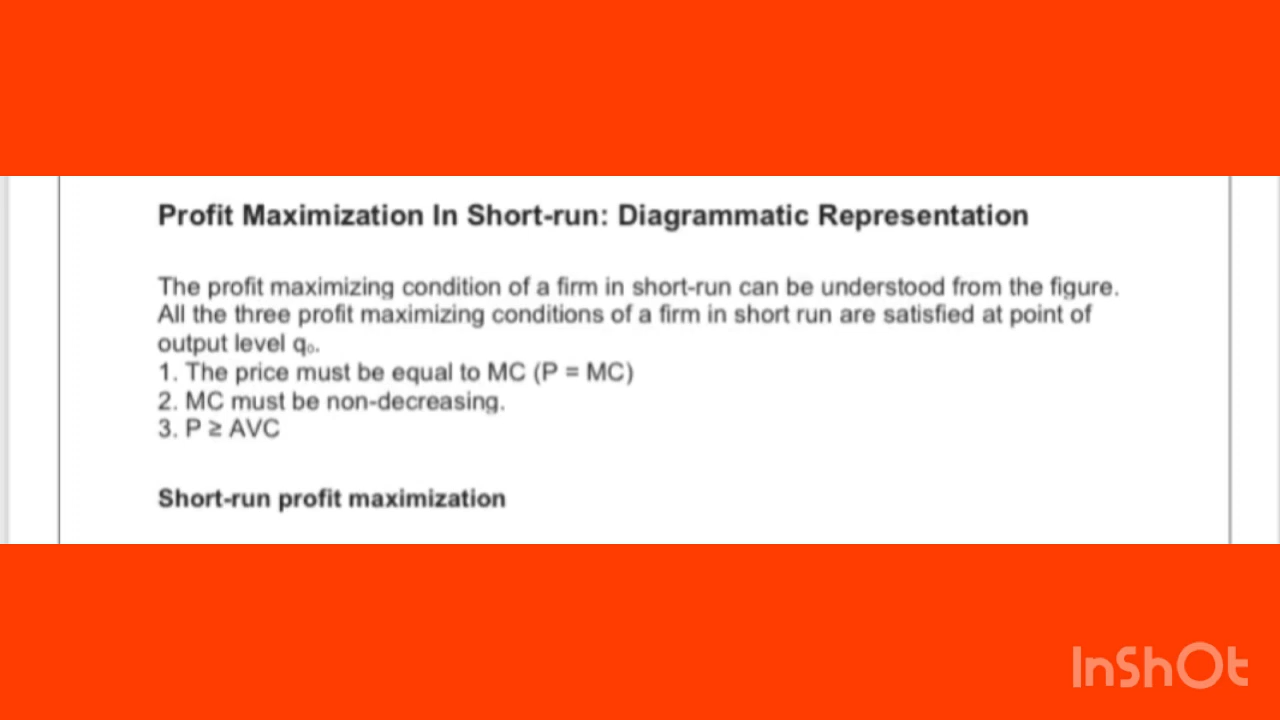 Profit Maximization In Short-run: Diagrammatic Representation
The profit maximizing condition of a firm in short-run can be understood from the figure.
All the three profit maximizing conditions of a firm in short run are satisfied at point of
output level q₀.
1. The price must be equal to MC (P = MC)
2. MC must be non-decreasing.
3. P ≥ AVC
Short-run profit maximization
InShOt